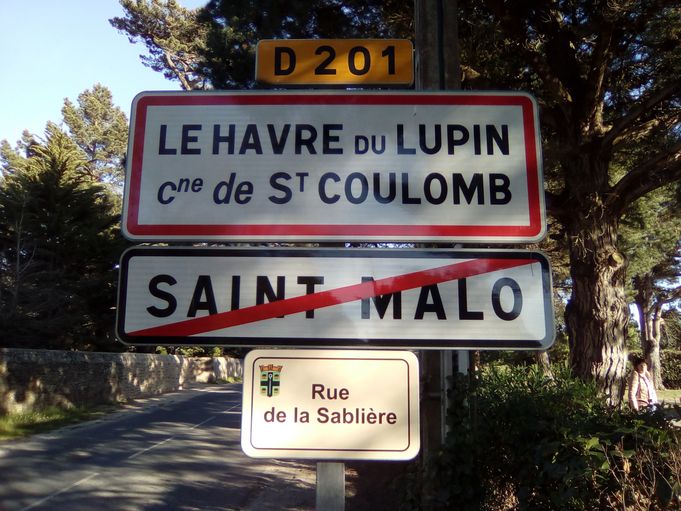 D 201
LE HAVRE DU LUPIN
Cne de ST COULOMB
SAINT MALO
Rue
de la Sablière